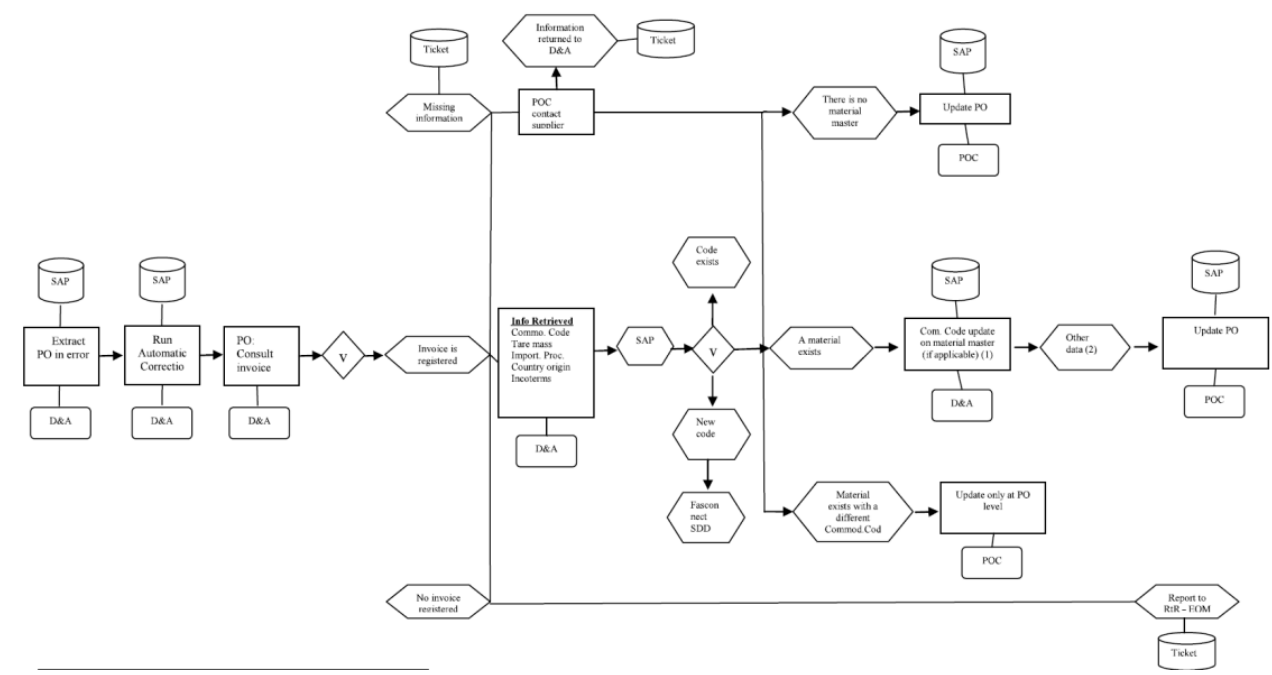 Ticket
Information
returned to
D&A
Ticket
SAP
Missing
information
POC
contact
supplier
There is no
material
master
Update PO
POC
Code
exists
SAP
SAP
SAP
SAP
Extract
PO in error
Run
Automatic
Correctio
PO:
Consult
invoice
V
Invoice is
registered
Info Retrieved
Commo. Code
Tare mass
Import. Proc.
Country origin
Incoterms
SAP
V
A material
exists
Com. Code update
on material master
(if applicable) (1)
Other
data (2)
Update PO
D&A
D&A
D&A
D&A
New
code
D&A
POC
Fascon
nect
SDD
Material
exists with a
different
Commod.Cod
Update only at PO
level
POC
No invoice
registered
Report to
RtR – EOM
Ticket